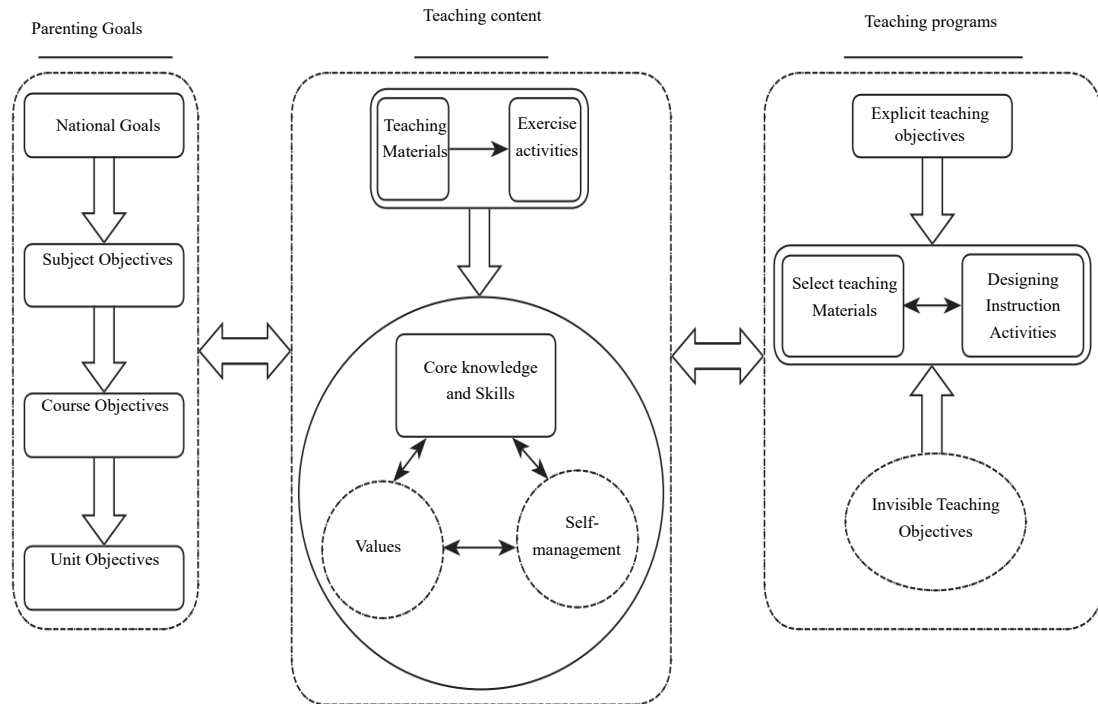 Parenting Goals
National Goals
Subject Objectives
Course Objectives
Unit Objectives
Teaching content
Teaching
Materials
Exercise
activities
Core knowledge
and Skills
Values
Self-
management
Teaching programs
Explicit teaching
objectives
Select teaching
Materials
Designing
Instruction
Activities
Invisible Teaching
Objectives